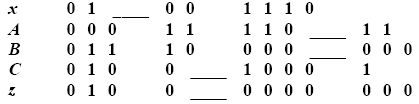 x 0 1 ____ 0 0 1 1 1 0
A 0 0 0 1 1 1 1 0 ____ 1 1
B 0 1 1 1 0 0 0 0 ____ 0 0 0
C 0 1 0 0 ____ 1 0 0 0 1
z 0 1 0 0 ____ 0 0 0 0 0 0 0